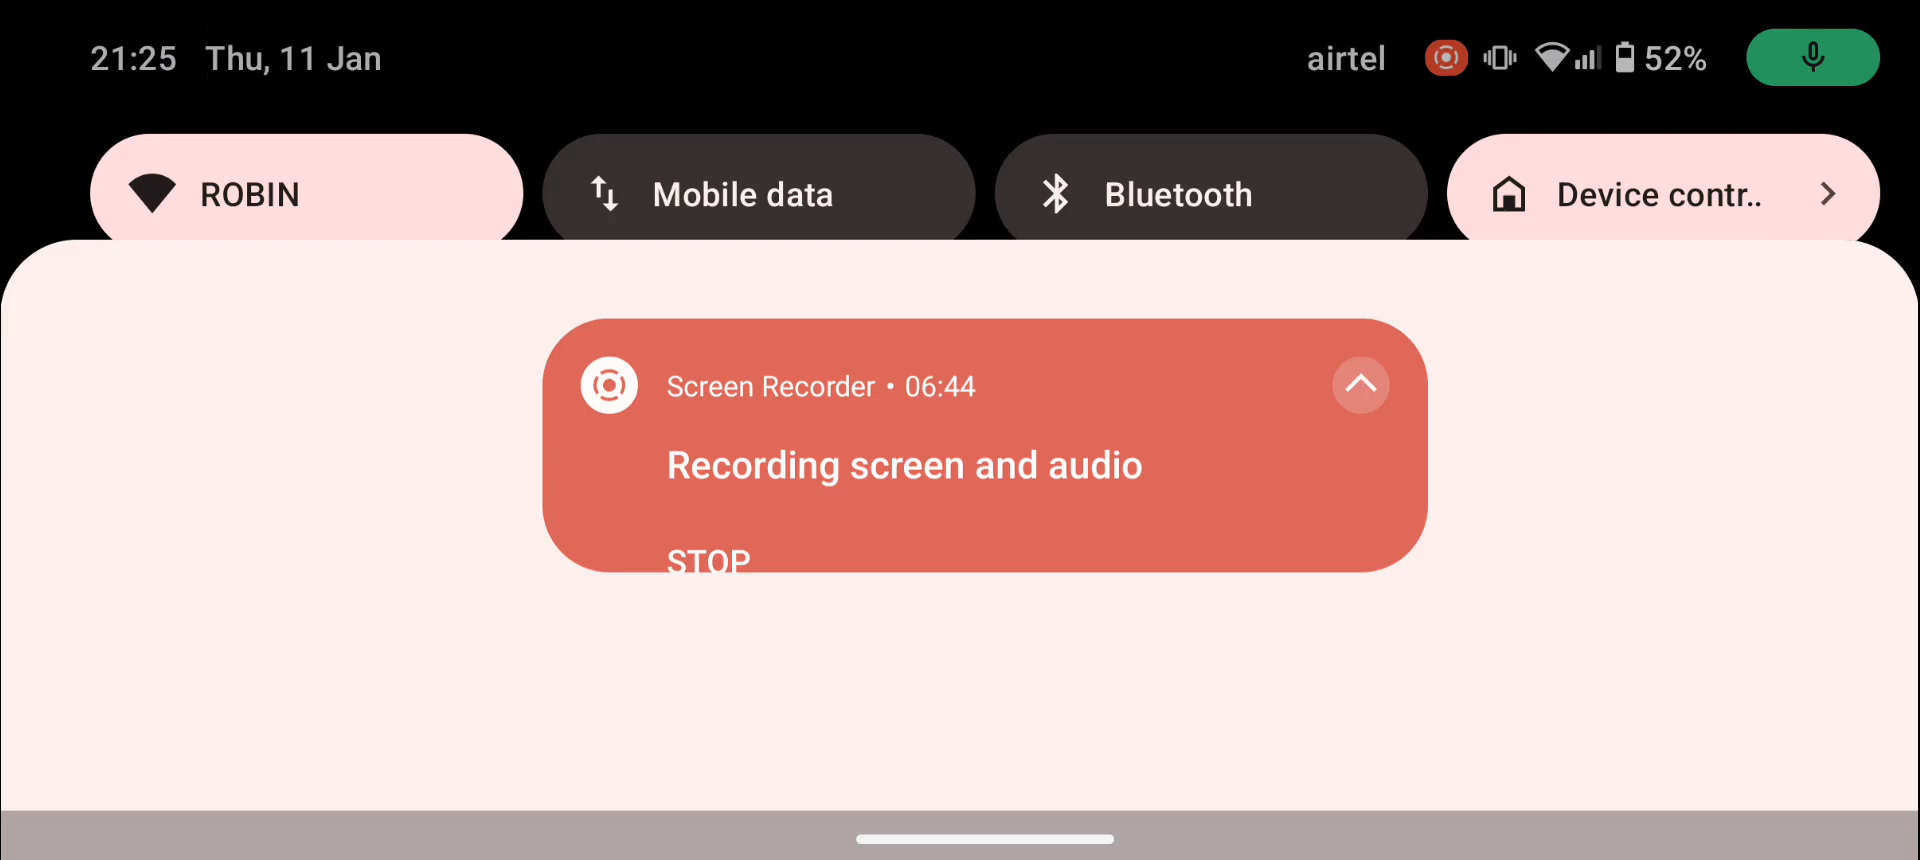 21:25 Thu, 11 Jan airtel 52%
ROBIN Mobile data Bluetooth Device contr..
Screen Recorder • 06:44
Recording screen and audio
STOP